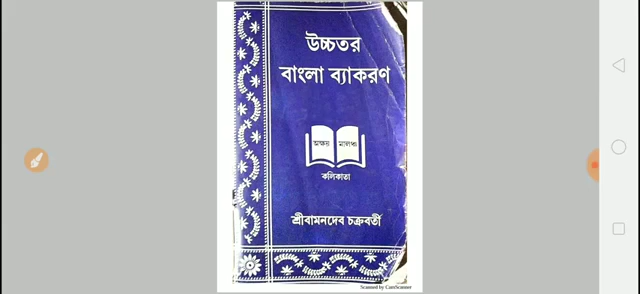 উচ্চতর
বাংলা ব্যাকরণ
অক্ষয় মালঞ্চ
কলিকাতা
শ্রীবামনদেব চক্রবর্তী
Scanned by CamScanner